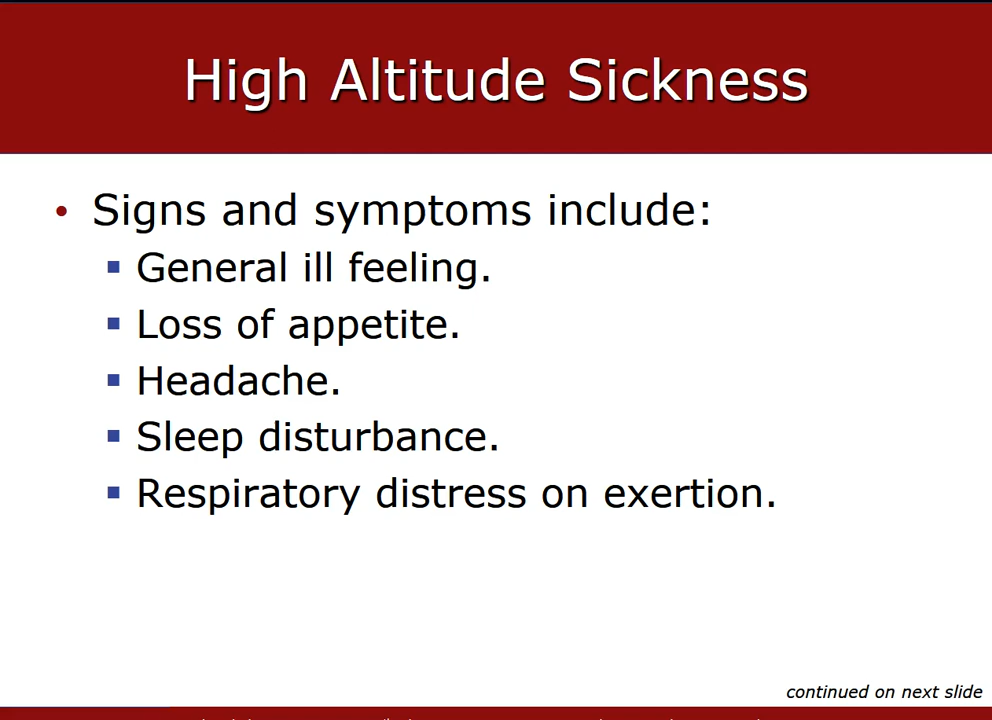 High Altitude Sickness
• Signs and symptoms include:
▪ General ill feeling.
▪ Loss of appetite.
▪ Headache.
▪ Sleep disturbance.
▪ Respiratory distress on exertion.
continued on next slide